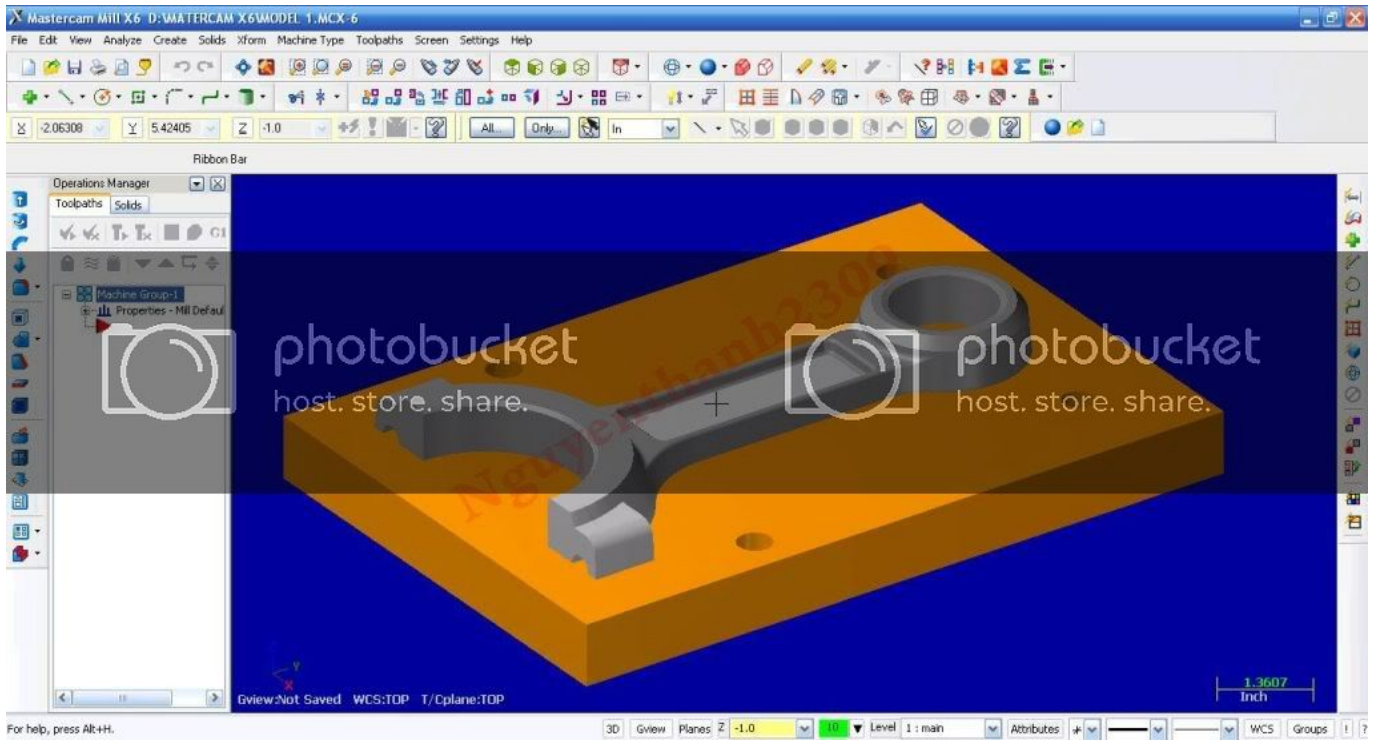 Mastercam Mill X6 D:\MATERCAM X6\MODEL 1.MCX-6
File Edit View Analyze Create Solids Xform Machine Type Toolpaths Screen Settings Help
X -2.06308 Y 5.42405 Z -1.0 All... Only... In
Ribbon Bar
Operations Manager
Toolpaths Solids
G1
Machine Group-1
Properties - Mill Defaul
photobucket
host. store. share.
photobucket
host. store. share.
Nguyenthanh2309
Y
X
Gview:Not Saved WCS:TOP T/Cplane:TOP
1.3607
Inch
For help, press Alt+H.
3D Gview Planes Z -1.0 10 Level 1 : main Attributes WCS Groups ! ?